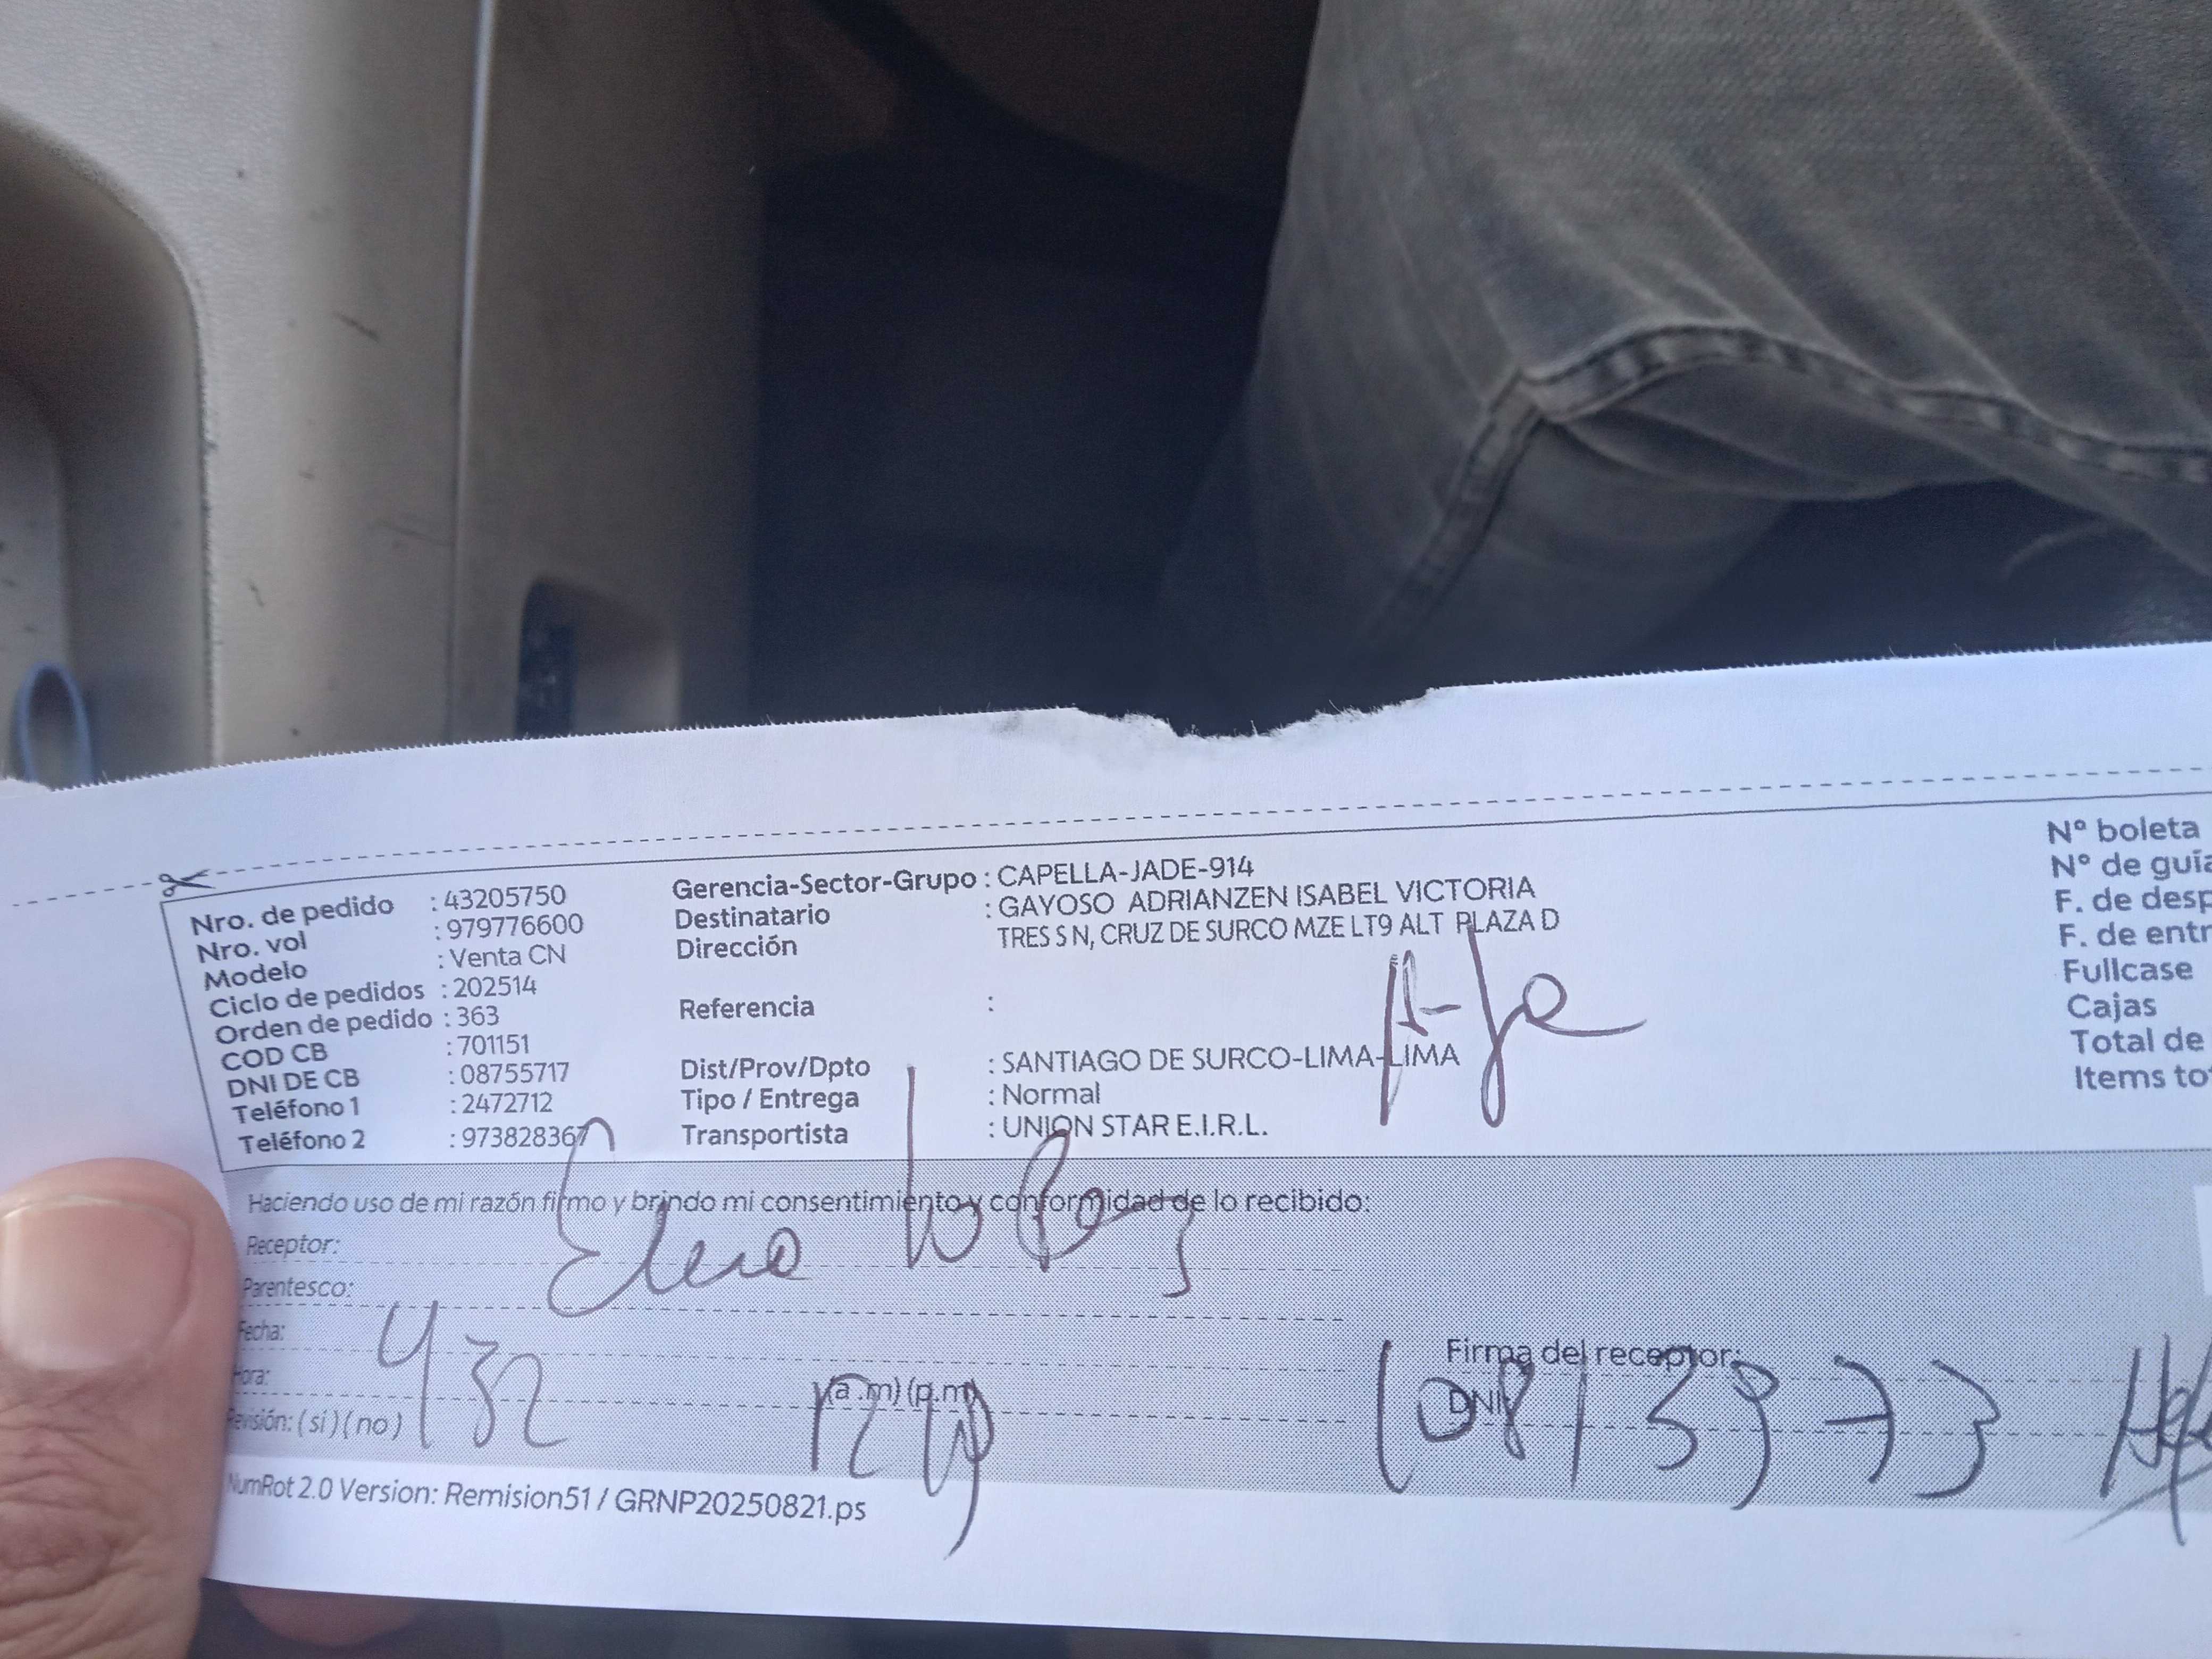 Nro. de pedido : 43205750
Nro. vol : 979776600
Modelo : Venta CN
Ciclo de pedidos : 202514
Orden de pedido : 363
COD CB : 701151
DNI DE CB : 08755717
Teléfono 1 : 2472712
Teléfono 2 : 973828367
Gerencia-Sector-Grupo : CAPELLA-JADE-914
Destinatario : GAYOSO ADRIANZEN ISABEL VICTORIA
Dirección TRES S N, CRUZ DE SURCO MZE LT9 ALT PLAZA D
Referencia :
Dist/Prov/Dpto : SANTIAGO DE SURCO-LIMA-LIMA
Tipo / Entrega : Normal
Transportista : UNION STAR E.I.R.L.
N° boleta
N° de guía
F. de desp
F. de entr
Fullcase
Cajas
Total de
Items to
Haciendo uso de mi razón firmo y brindo mi consentimiento y conformidad de lo recibido:
Receptor:
Parentesco:
Fecha:
Hora: 432 (a.m) (p.m)
Revisión: (si) (no)
Firma del receptor:
DNI
NumRot 2.0 Version: Remision51 / GRNP20250821.ps